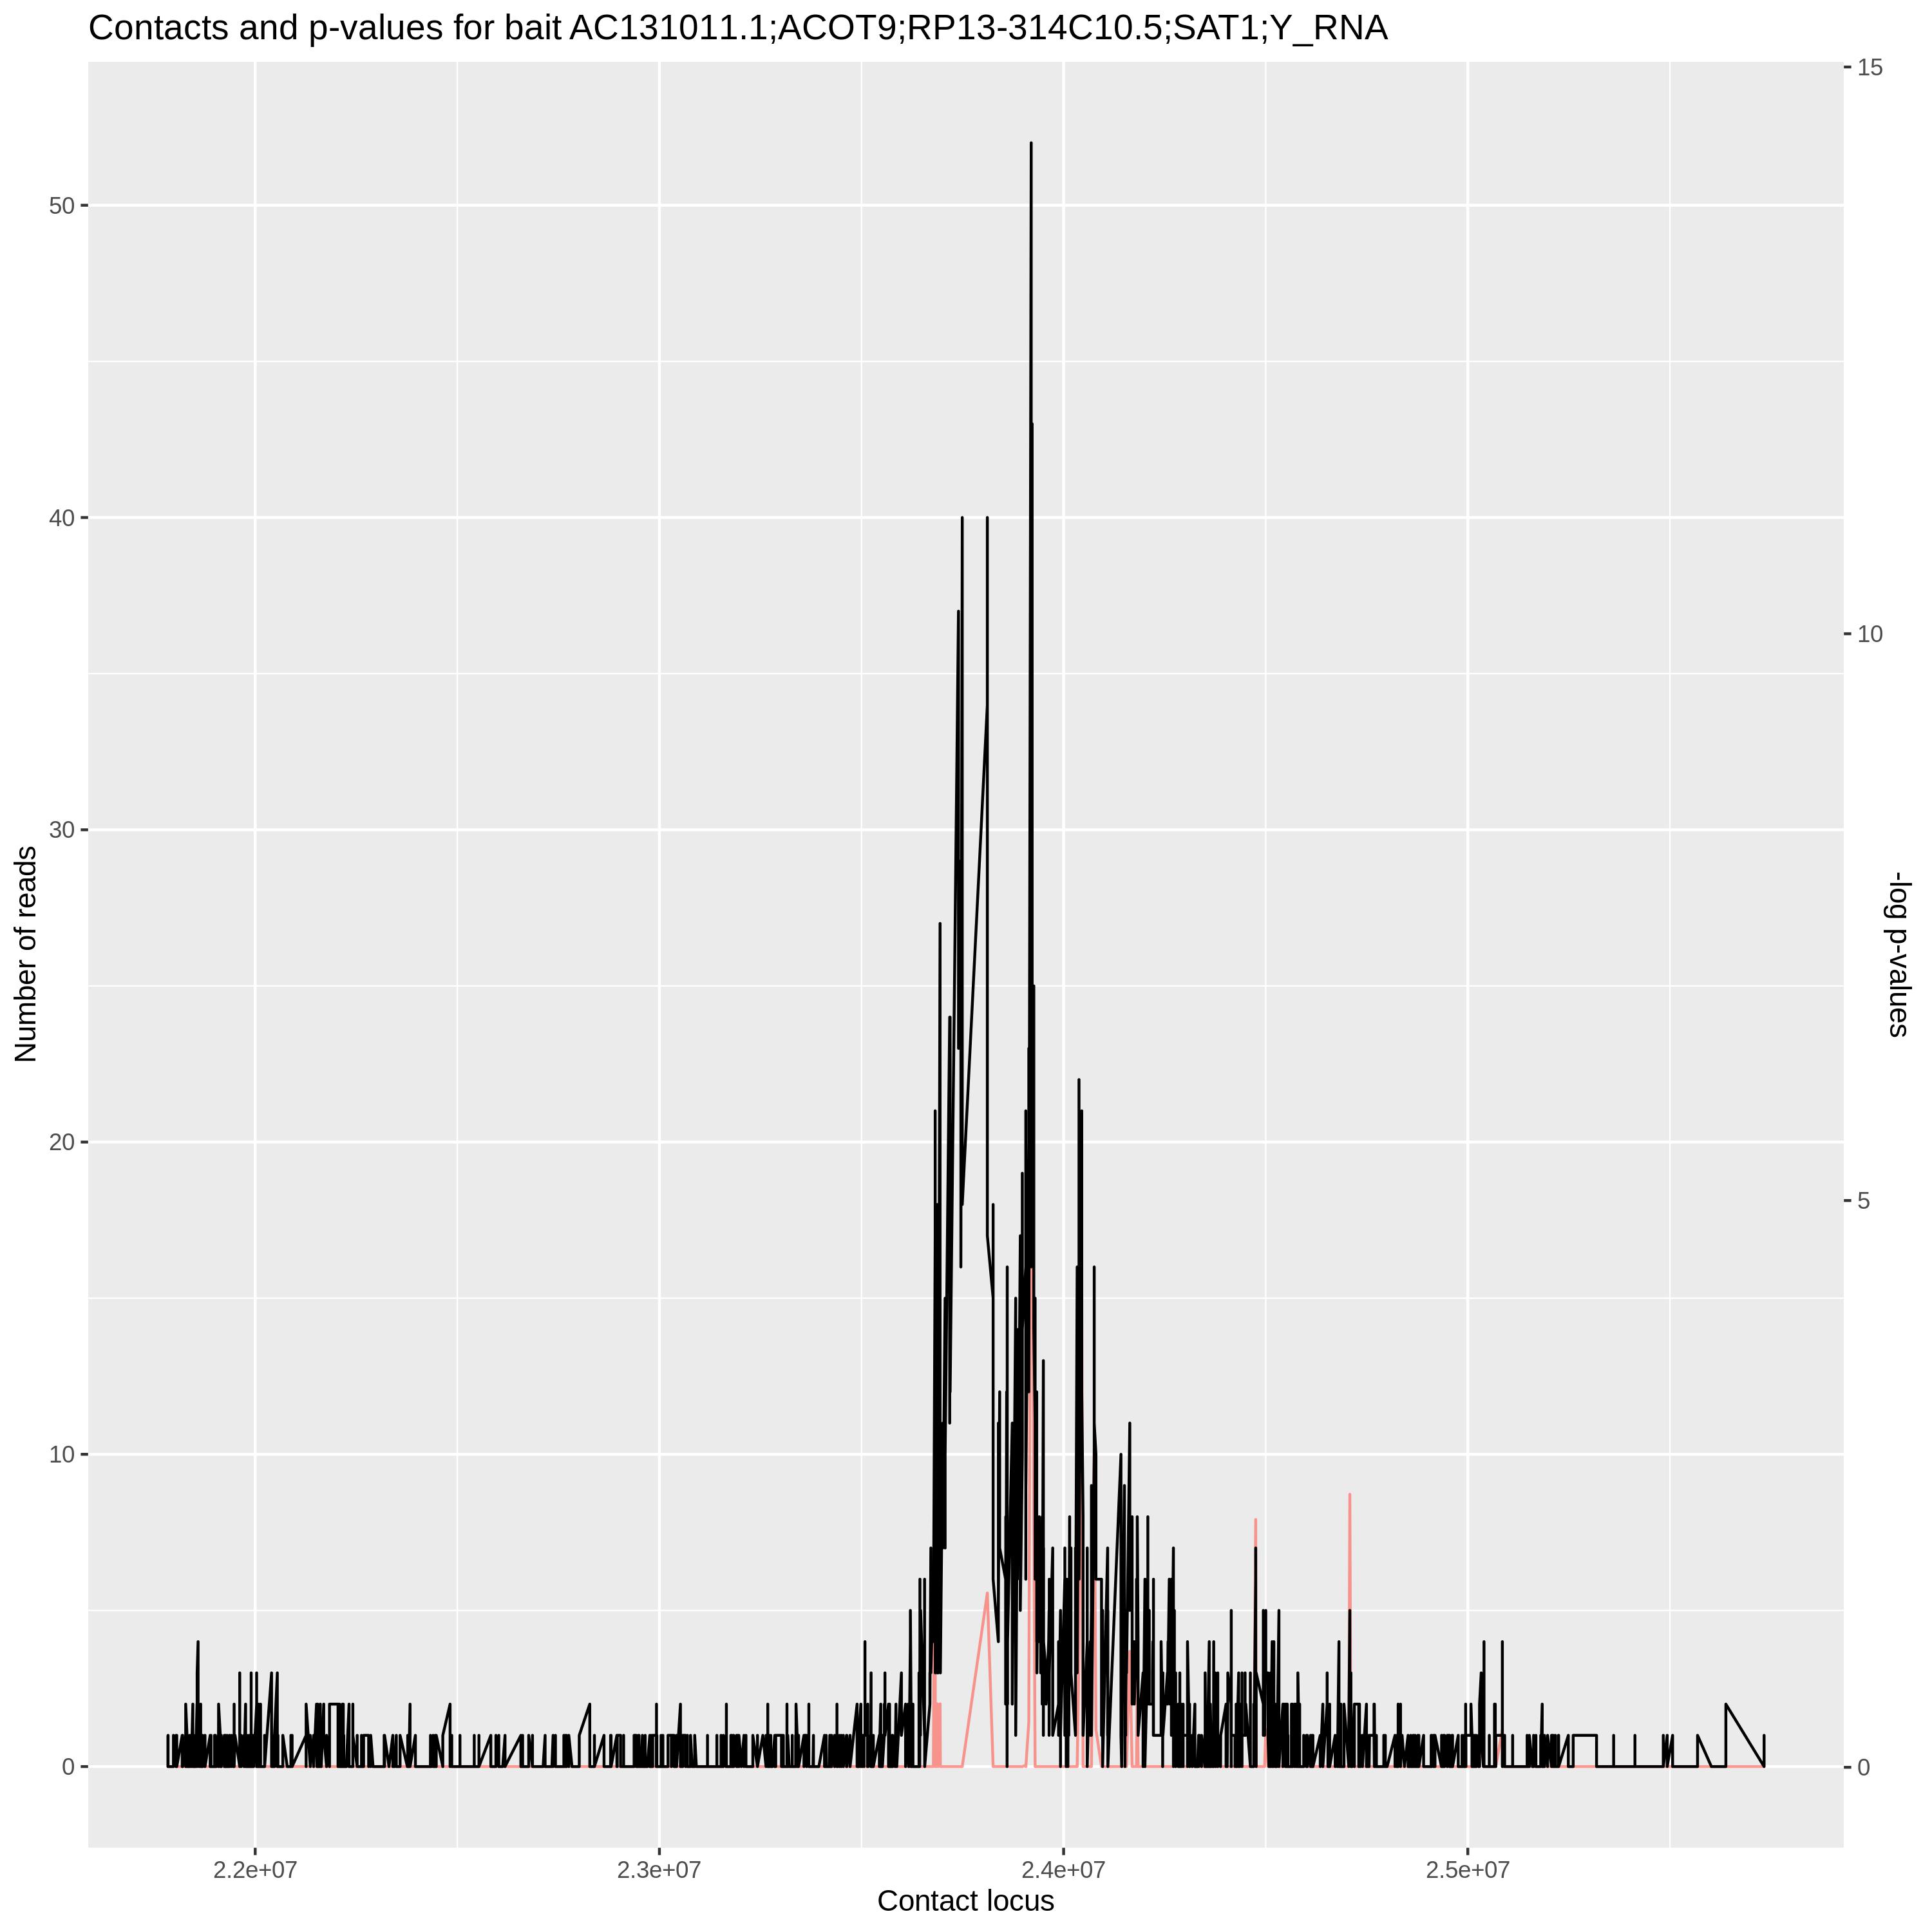 Contacts and p-values for bait AC131011.1;ACOT9;RP13-314C10.5;SAT1;Y_RNA
15
50
40
10
30
Number of reads
-log p-values
20
5
10
0
0
2.2e+07
2.3e+07
2.4e+07
2.5e+07
Contact locus